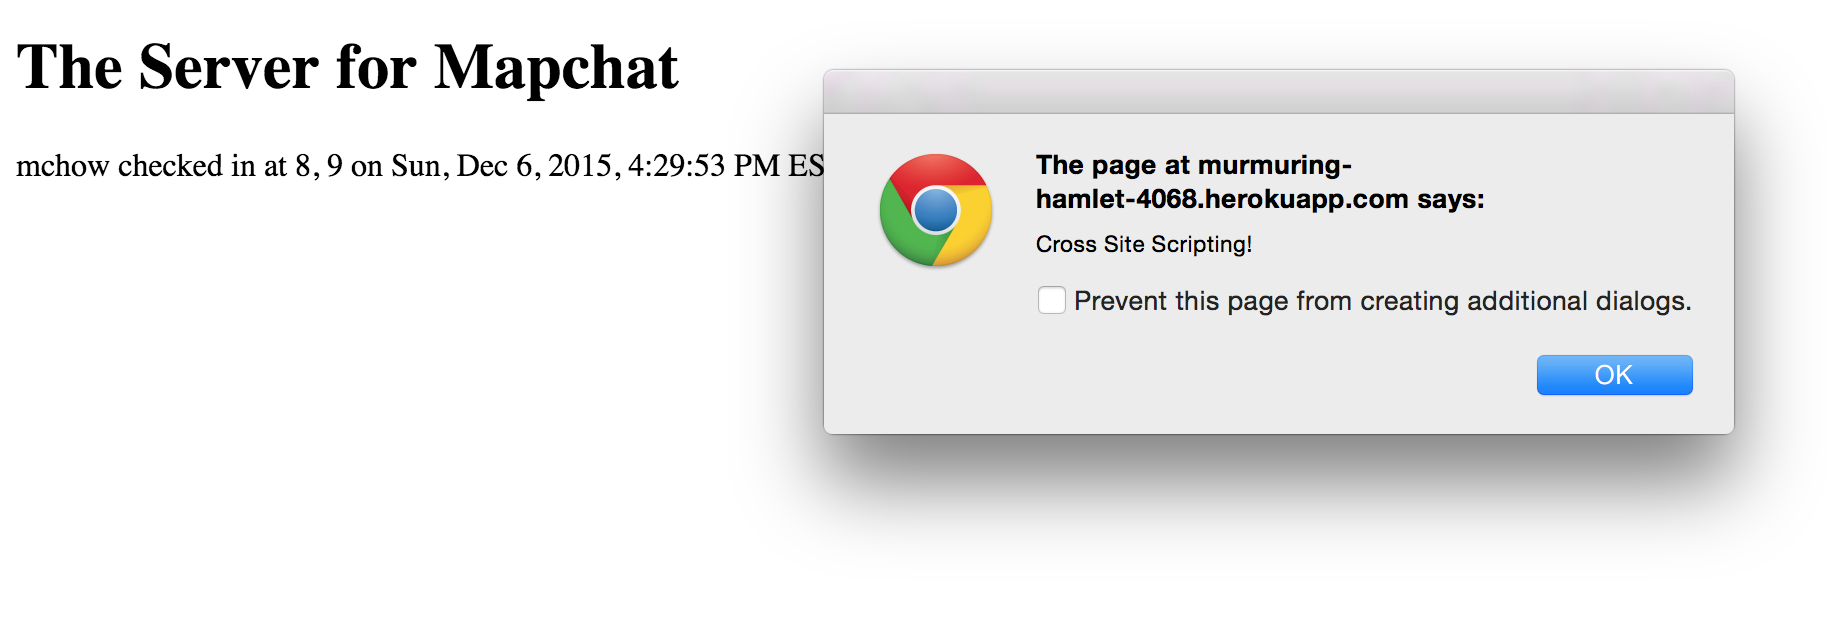 The Server for Mapchat
mchow checked in at 8, 9 on Sun, Dec 6, 2015, 4:29:53 PM ES
The page at murmuring-
hamlet-4068.herokuapp.com says:
Cross Site Scripting!
Prevent this page from creating additional dialogs.
OK